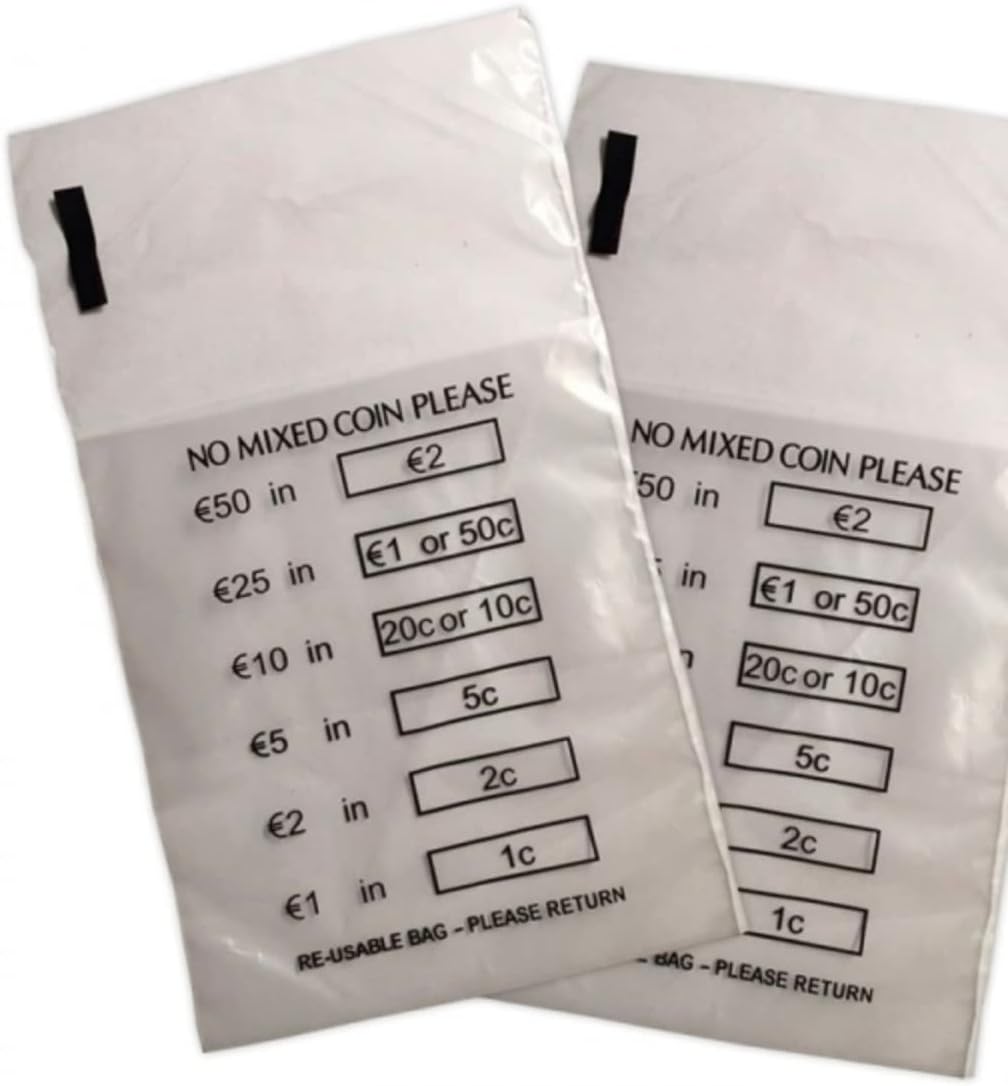 NO MIXED COIN PLEASE
€50 in €2
€25 in €1 or 50c
€10 in 20c or 10c
€5 in 5c
€2 in 2c
€1 in 1c
RE-USABLE BAG – PLEASE RETURN
NO MIXED COIN PLEASE
50 in €2
in €1 or 50c
20c or 10c
5c
2c
1c
BAG – PLEASE RETURN